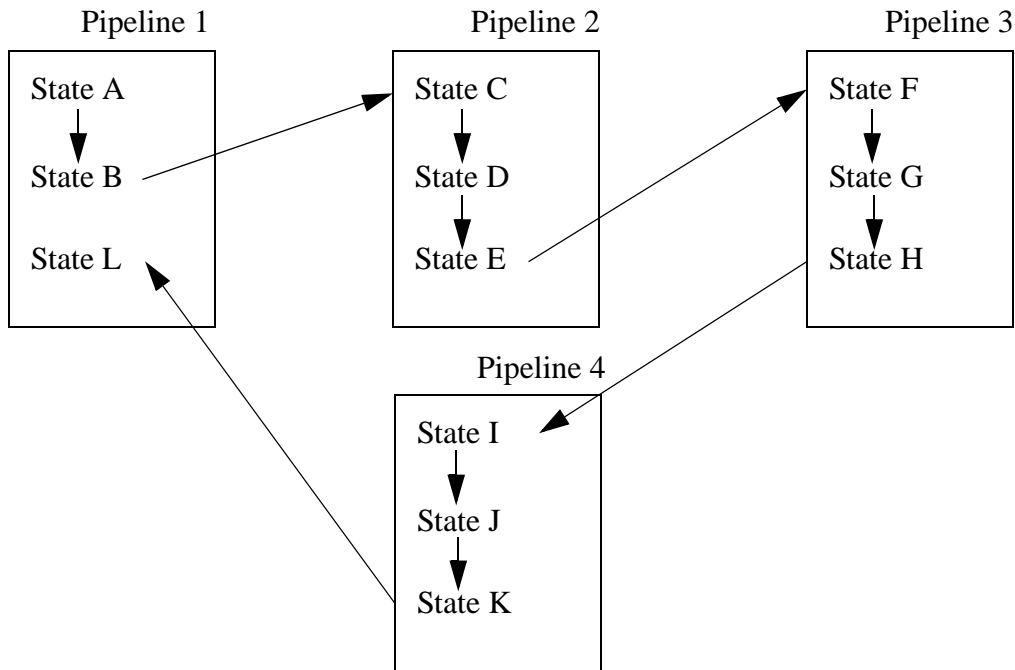 Pipeline 1
State A
State B
State L
Pipeline 2
State C
State D
State E
Pipeline 3
State F
State G
State H
Pipeline 4
State I
State J
State K